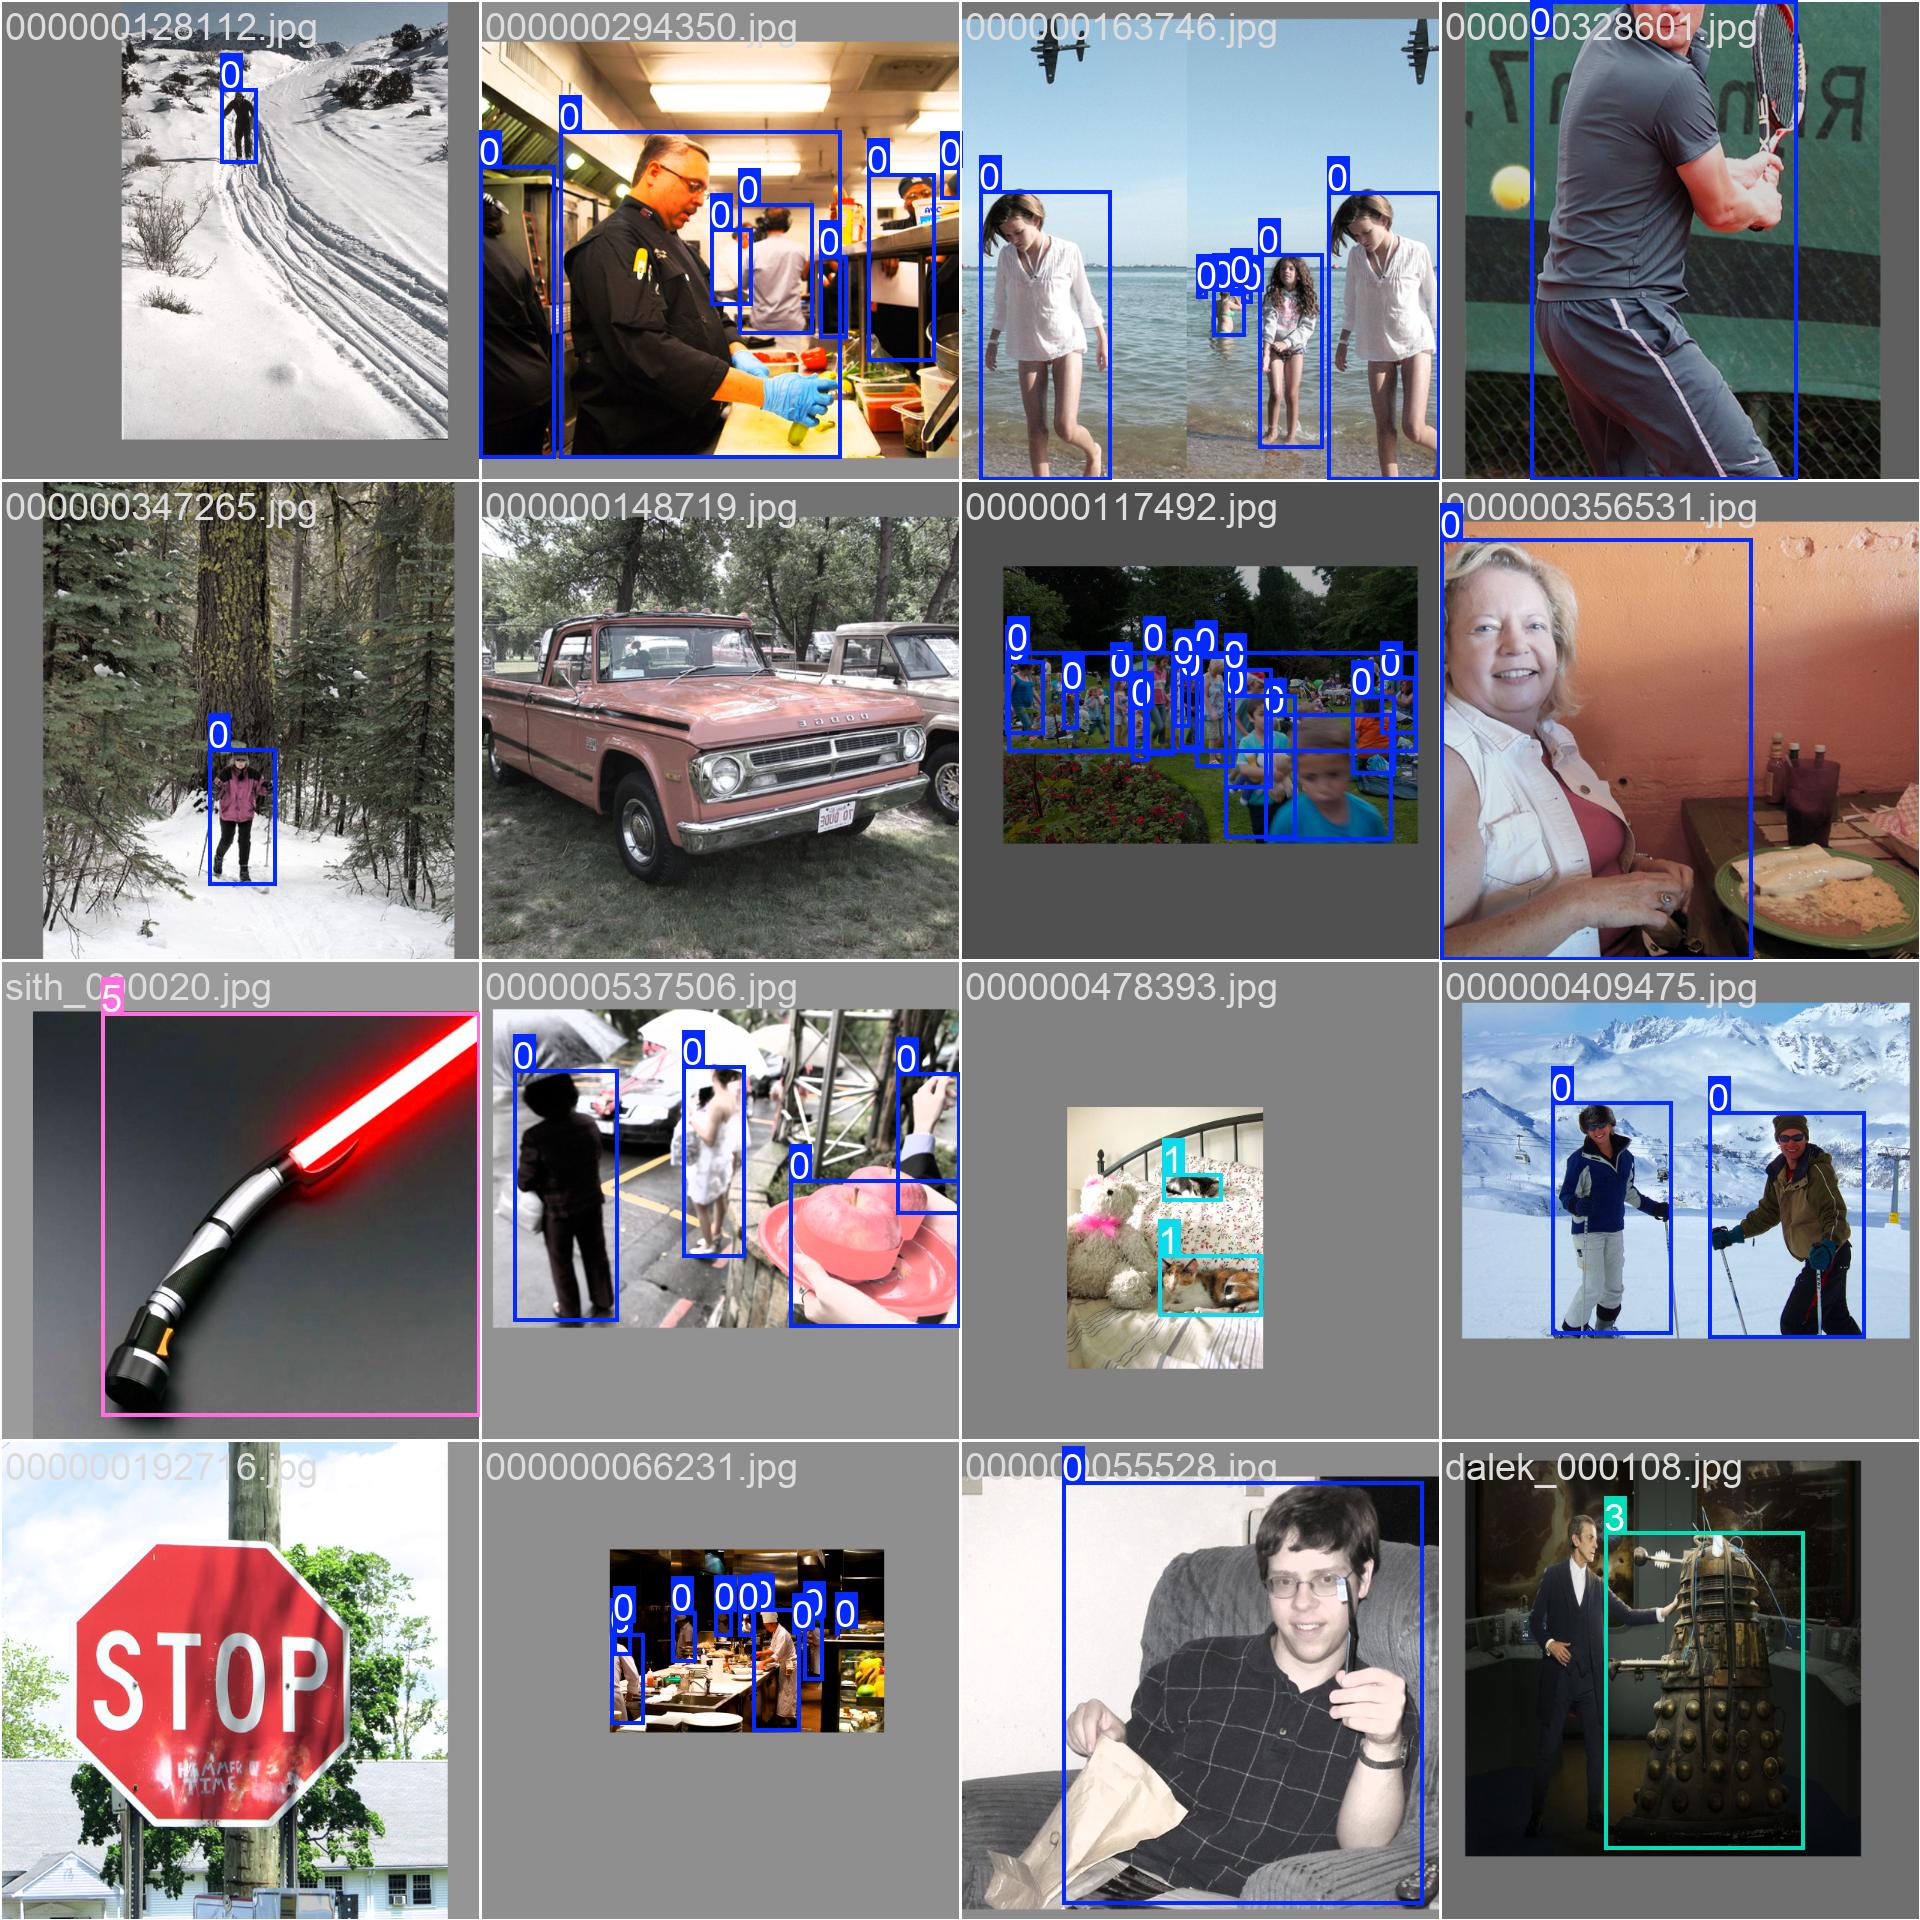 000000128112.jpg
0
000000294350.jpg
0
0 0 0 0
0 0
000000163746.jpg
0 0
0
0 0 0 0
000000328601.jpg
0
000000347265.jpg
0
000000148719.jpg
000000117492.jpg
0 0 0 0 0
0 0 0 0
0 0 0 0 0
000000356531.jpg
0
sith_000020.jpg
5
000000537506.jpg
0 0 0
0
000000478393.jpg
1
1
000000409475.jpg
0 0
000000192716.jpg
STOP
HAMMER
TIME
000000066231.jpg
0 0 0 0 0
0 0 0
000000055528.jpg
0
dalek_000108.jpg
3